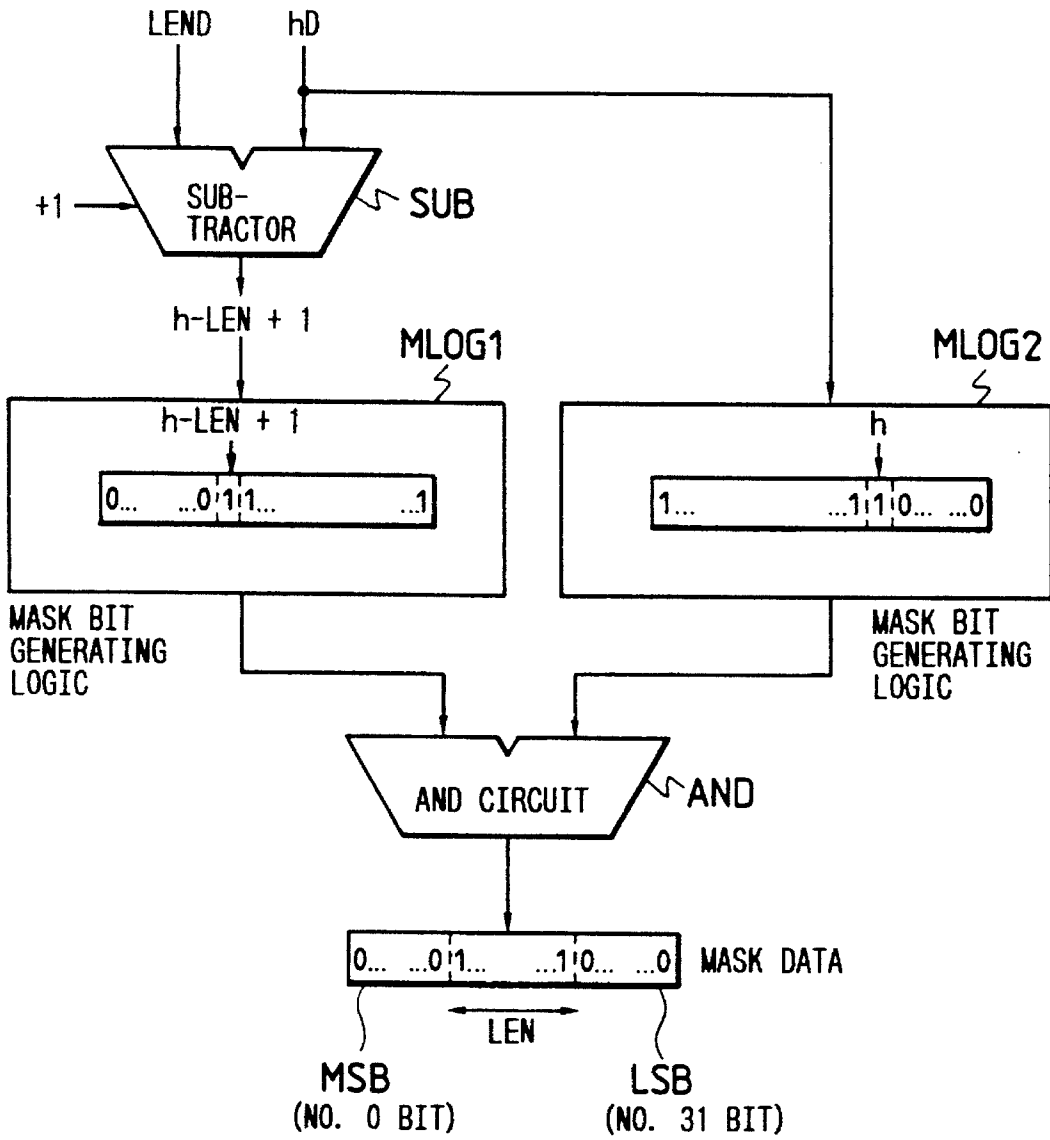 LEND hD
+1
SUB-
TRACTOR
SUB
h-LEN + 1
MLOG1
MLOG2
h-LEN + 1
h
0... ...0 1 1... ...1
1... ...1 1 0... ...0
MASK BIT
GENERATING
LOGIC
MASK BIT
GENERATING
LOGIC
AND CIRCUIT
AND
0... ...0 1... ...1 0... ...0
MASK DATA
LEN
MSB
(NO. 0 BIT)
LSB
(NO. 31 BIT)